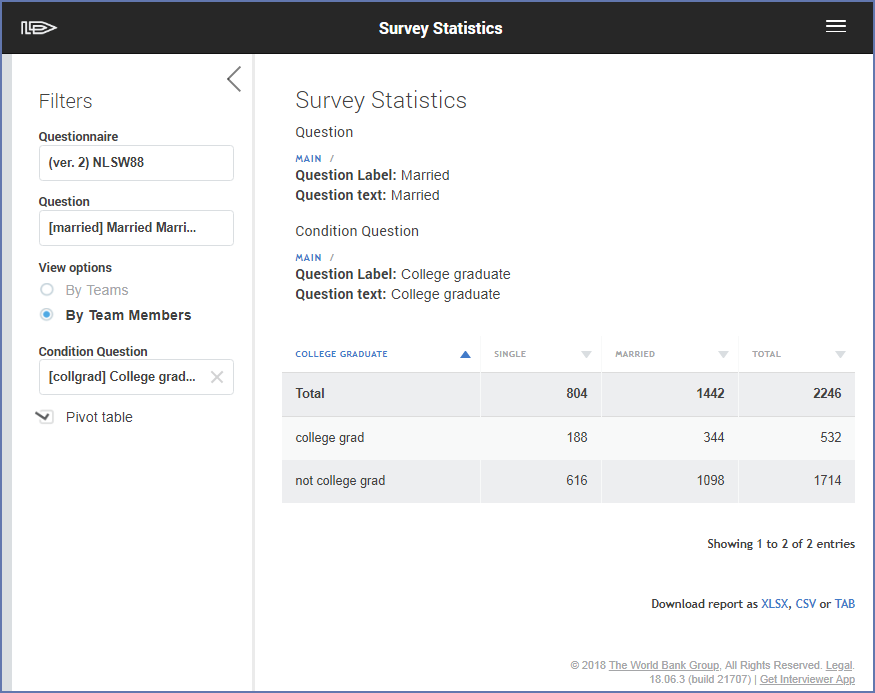 Survey Statistics
Filters
Questionnaire
(ver. 2) NLSW88
Question
[married] Married Marri...
View options
By Teams
By Team Members
Condition Question
[collgrad] College grad...
Pivot table
Survey Statistics
Question
MAIN /
Question Label: Married
Question text: Married
Condition Question
MAIN /
Question Label: College graduate
Question text: College graduate
COLLEGE GRADUATE SINGLE MARRIED TOTAL
Total 804 1442 2246
college grad 188 344 532
not college grad 616 1098 1714
Showing 1 to 2 of 2 entries
Download report as XLSX, CSV or TAB
© 2018 The World Bank Group, All Rights Reserved. Legal.
18.06.3 (build 21707) | Get Interviewer App